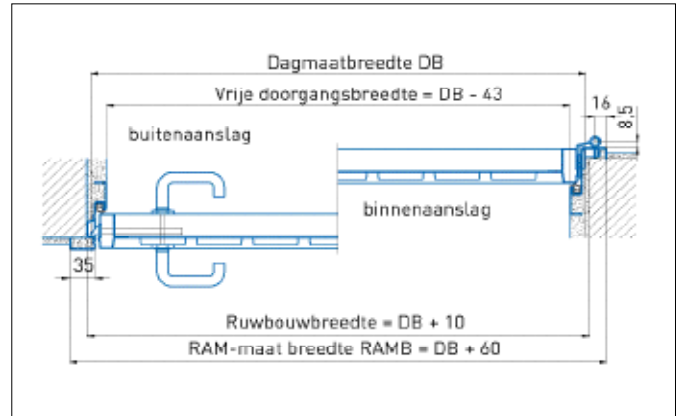 Dagmaatbreedte DB
Vrije doorgangsbreedte = DB - 43
16
8,5
buitenaanslag
binnenaanslag
35
Ruwbouwbreedte = DB + 10
RAM-maat breedte RAMB = DB + 60